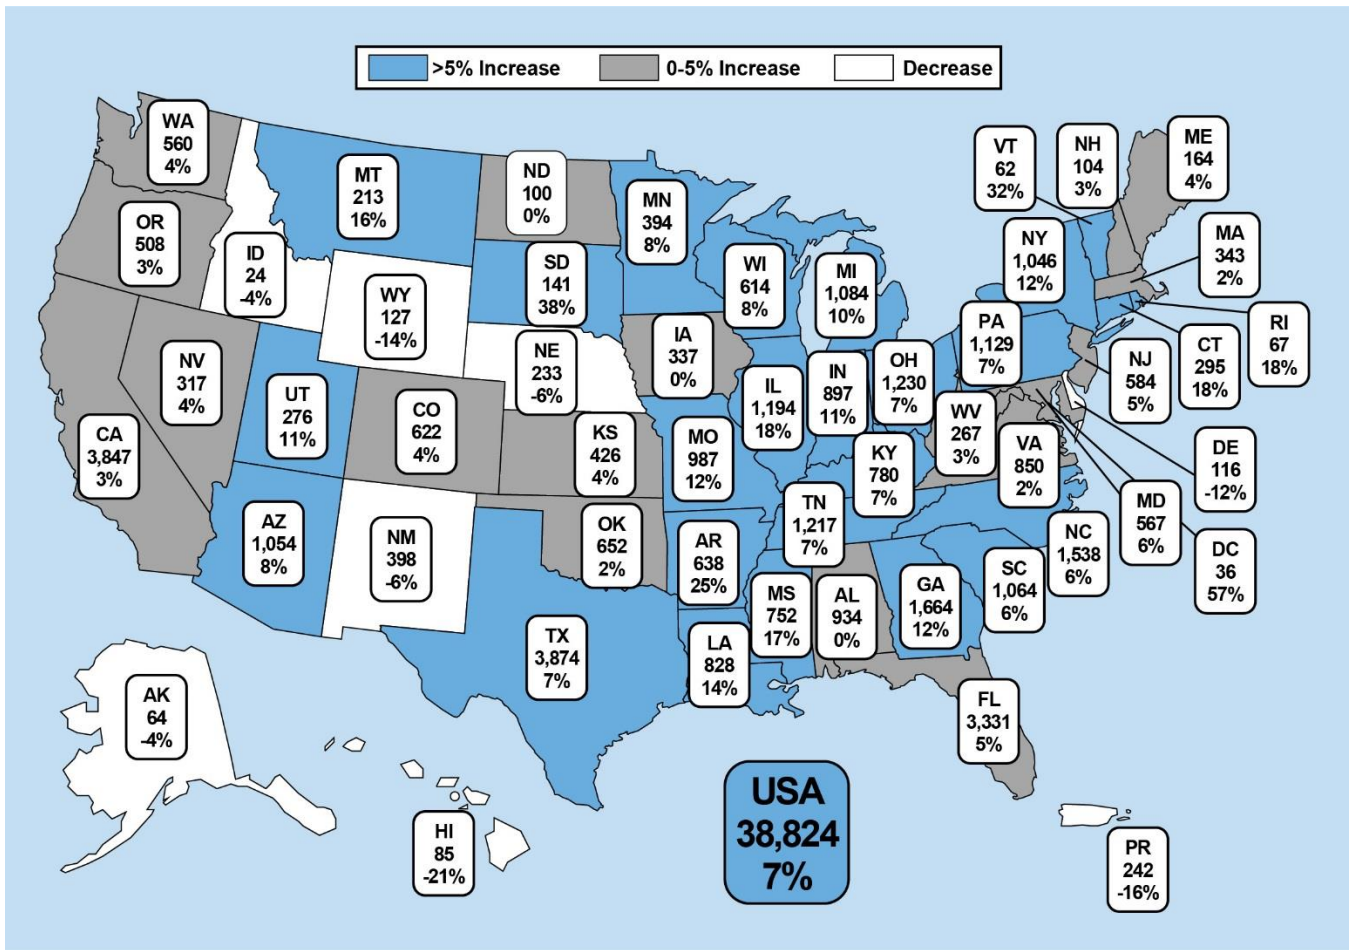 >5% Increase
0-5% Increase
Decrease
WA
560
4%
OR
508
3%
ID
24
-4%
MT
213
16%
WY
127
-14%
ND
100
0%
SD
141
38%
NE
233
-6%
MN
394
8%
WI
614
8%
MI
1,084
10%
IA
337
0%
NV
317
4%
UT
276
11%
CO
622
4%
KS
426
4%
CA
3,847
3%
AZ
1,054
8%
NM
398
-6%
OK
652
2%
TX
3,874
7%
MO
987
12%
AR
638
25%
LA
828
14%
IL
1,194
18%
IN
897
11%
OH
1,230
7%
KY
780
7%
TN
1,217
7%
MS
752
17%
AL
934
0%
GA
1,664
12%
FL
3,331
5%
SC
1,064
6%
NC
1,538
6%
VA
850
2%
WV
267
3%
PA
1,129
7%
NY
1,046
12%
VT
62
32%
NH
104
3%
ME
164
4%
MA
343
2%
RI
67
18%
CT
295
18%
NJ
584
5%
DE
116
-12%
MD
567
6%
DC
36
57%
AK
64
-4%
HI
85
-21%
USA
38,824
7%
PR
242
-16%